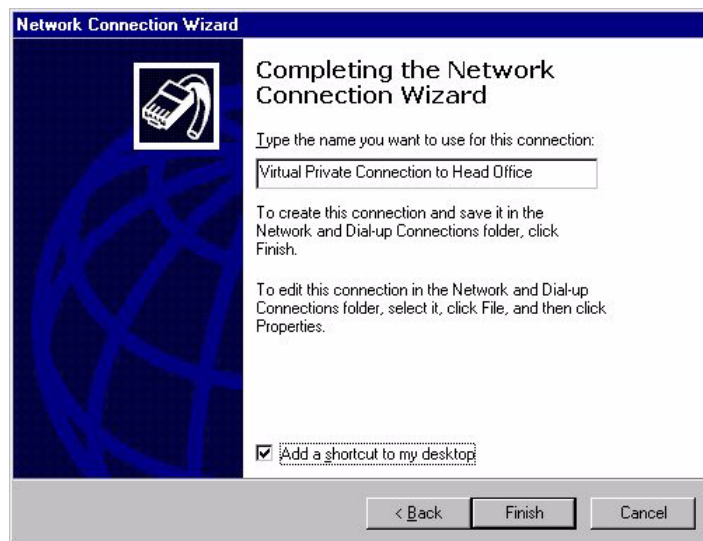 Network Connection Wizard
Completing the Network
Connection Wizard
Type the name you want to use for this connection:
Virtual Private Connection to Head Office
To create this connection and save it in the
Network and Dial-up Connections folder, click
Finish.
To edit this connection in the Network and Dial-up
Connections folder, select it, click File, and then click
Properties.
Add a shortcut to my desktop
< Back
Finish
Cancel